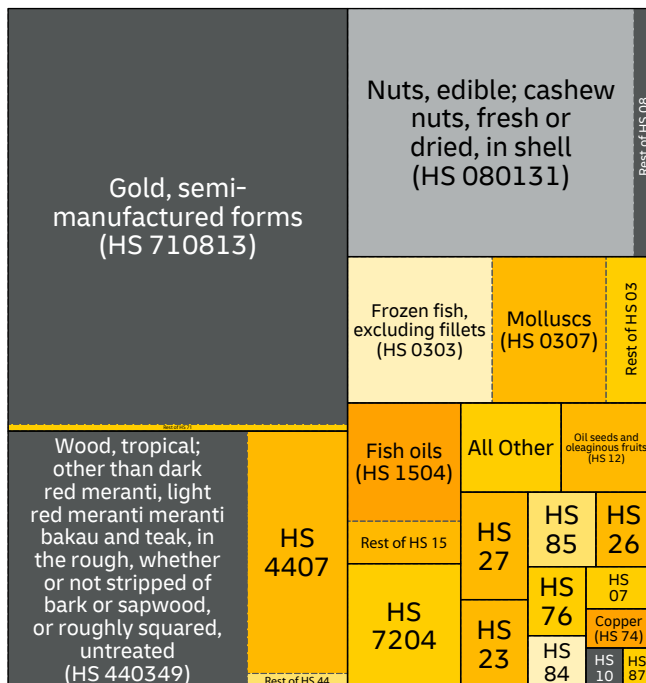 Gold, semi-
manufactured forms
(HS 710813)
Rest of HS 71
Wood, tropical;
other than dark
red meranti, light
red meranti meranti
bakau and teak, in
the rough, whether
or not stripped of
bark or sapwood,
or roughly squared,
untreated
(HS 440349)
HS
4407
Rest of HS 44
Nuts, edible; cashew
nuts, fresh or
dried, in shell
(HS 080131)
Rest of HS 08
Frozen fish,
excluding fillets
(HS 0303)
Molluscs
(HS 0307)
Rest of HS 03
Fish oils
(HS 1504)
Rest of HS 15
HS
7204
All Other
Oil seeds and
oleaginous fruits
(HS 12)
HS
27
HS
23
HS
85
HS
26
HS
76
HS
07
Copper
(HS 74)
HS
84
HS
10
HS
87